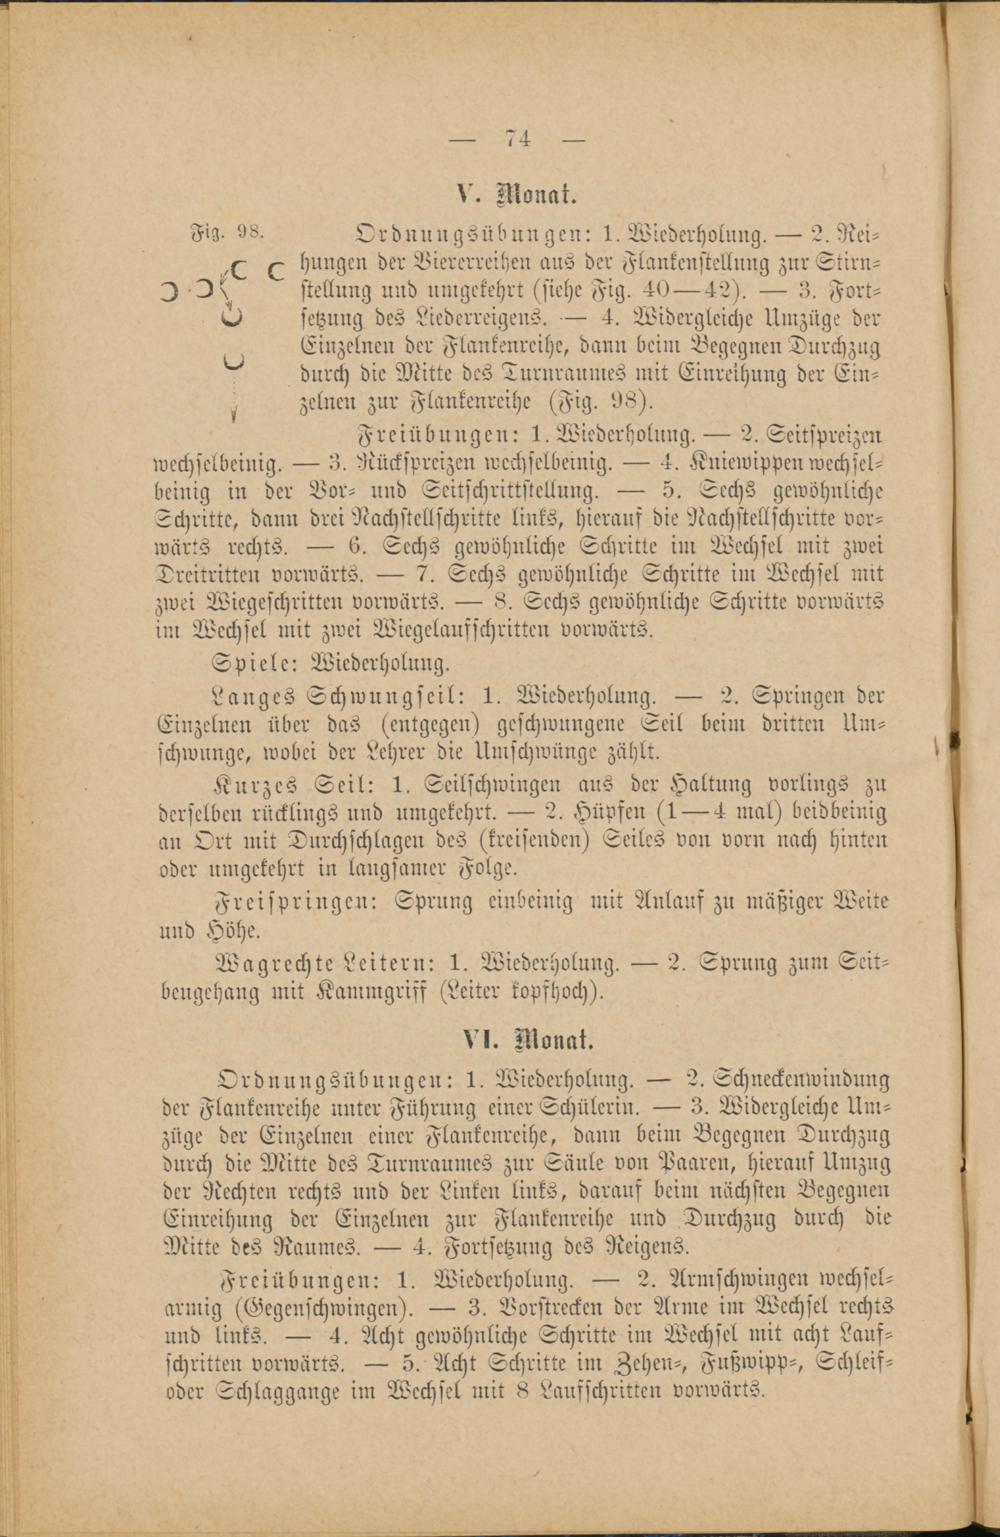 — 74 —
V. Monat.
Fig. 98.
Ordnungsübungen: 1. Wiederholung. — 2. Rei-
hungen der Viererreihen aus der Flankenstellung zur Stirn-
stellung und umgekehrt (siehe Fig. 40—42). — 3. Fort-
setzung des Liederreigens. — 4. Widergleiche Umzüge der
Einzelnen der Flankenreihe, dann beim Begegnen Durchzug
durch die Mitte des Turnraumes mit Einreihung der Ein-
zelnen zur Flankenreihe (Fig. 98).
Freiübungen: 1. Wiederholung. — 2. Seitspreizen
wechselbeinig. — 3. Rückspreizen wechselbeinig. — 4. Kniewippen wechsel-
beinig in der Vor- und Seitschrittstellung. — 5. Sechs gewöhnliche
Schritte, dann drei Nachstellschritte links, hierauf die Nachstellschritte vor-
wärts rechts. — 6. Sechs gewöhnliche Schritte im Wechsel mit zwei
Dreitritten vorwärts. — 7. Sechs gewöhnliche Schritte im Wechsel mit
zwei Wiegeschritten vorwärts. — 8. Sechs gewöhnliche Schritte vorwärts
im Wechsel mit zwei Wiegelaufschritten vorwärts.
Spiele: Wiederholung.
Langes Schwungseil: 1. Wiederholung. — 2. Springen der
Einzelnen über das (entgegen) geschwungene Seil beim dritten Um-
schwunge, wobei der Lehrer die Umschwünge zählt.
Kurzes Seil: 1. Seilschwingen aus der Haltung vorlings zu
derselben rücklings und umgekehrt. — 2. Hüpfen (1—4 mal) beidbeinig
an Ort mit Durchschlagen des (kreisenden) Seiles von vorn nach hinten
oder umgekehrt in langsamer Folge.
Freispringen: Sprung einbeinig mit Anlauf zu mäßiger Weite
und Höhe.
Wagrechte Leitern: 1. Wiederholung. — 2. Sprung zum Seit-
beugehang mit Kammgriff (Leiter kopfhoch).
VI. Monat.
Ordnungsübungen: 1. Wiederholung. — 2. Schneckenwindung
der Flankenreihe unter Führung einer Schülerin. — 3. Widergleiche Um-
züge der Einzelnen einer Flankenreihe, dann beim Begegnen Durchzug
durch die Mitte des Turnraumes zur Säule von Paaren, hierauf Umzug
der Rechten rechts und der Linken links, darauf beim nächsten Begegnen
Einreihung der Einzelnen zur Flankenreihe und Durchzug durch die
Mitte des Raumes. — 4. Fortsetzung des Reigens.
Freiübungen: 1. Wiederholung. — 2. Armschwingen wechsel-
armig (Gegenschwingen). — 3. Vorstrecken der Arme im Wechsel rechts
und links. — 4. Acht gewöhnliche Schritte im Wechsel mit acht Lauf-
schritten vorwärts. — 5. Acht Schritte im Zehen-, Fußwipp-, Schleif-
oder Schlaggange im Wechsel mit 8 Laufschritten vorwärts.